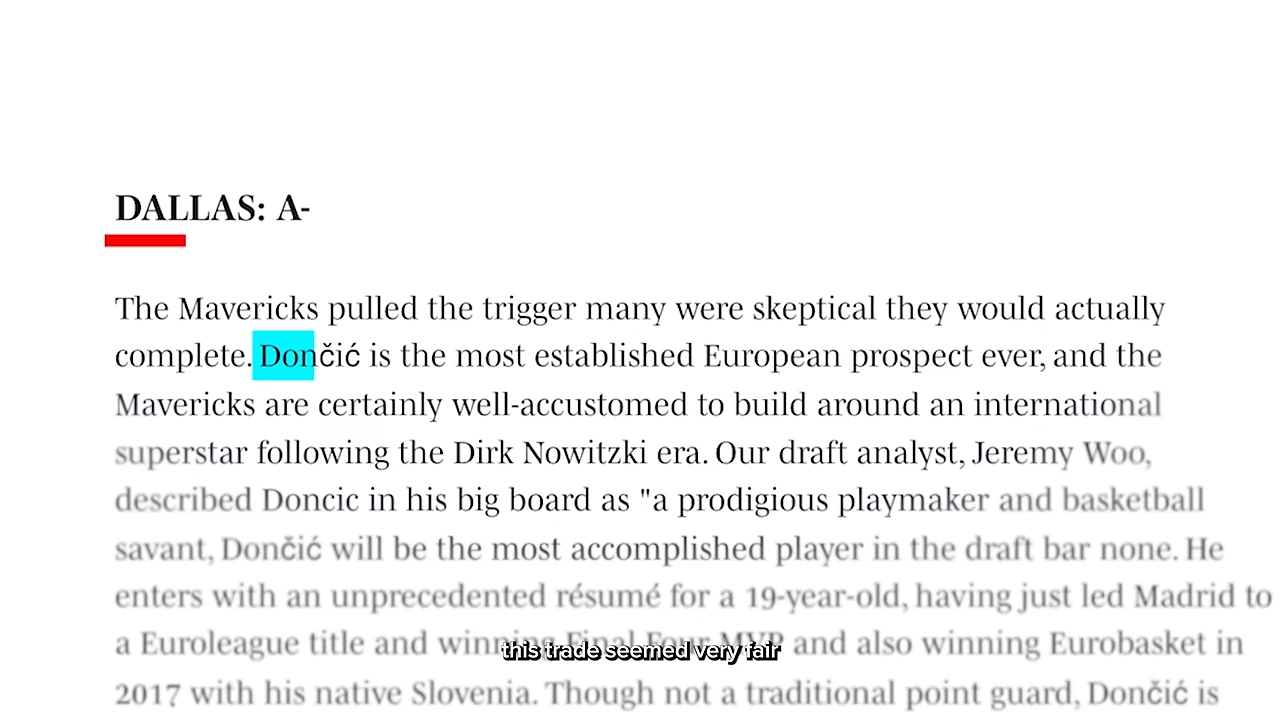 DALLAS: A-
The Mavericks pulled the trigger many were skeptical they would actually
complete. Dončić is the most established European prospect ever, and the
Mavericks are certainly well-accustomed to build around an international
superstar following the Dirk Nowitzki era. Our draft analyst, Jeremy Woo,
described Doncic in his big board as "a prodigious playmaker and basketball
savant, Dončić will be the most accomplished player in the draft bar none. He
enters with an unprecedented résumé for a 19-year-old, having just led Madrid to
a Euroleague title and winning Final Four MVP and also winning Eurobasket in
this trade seemed very fair
2017 with his native Slovenia. Though not a traditional point guard, Dončić is